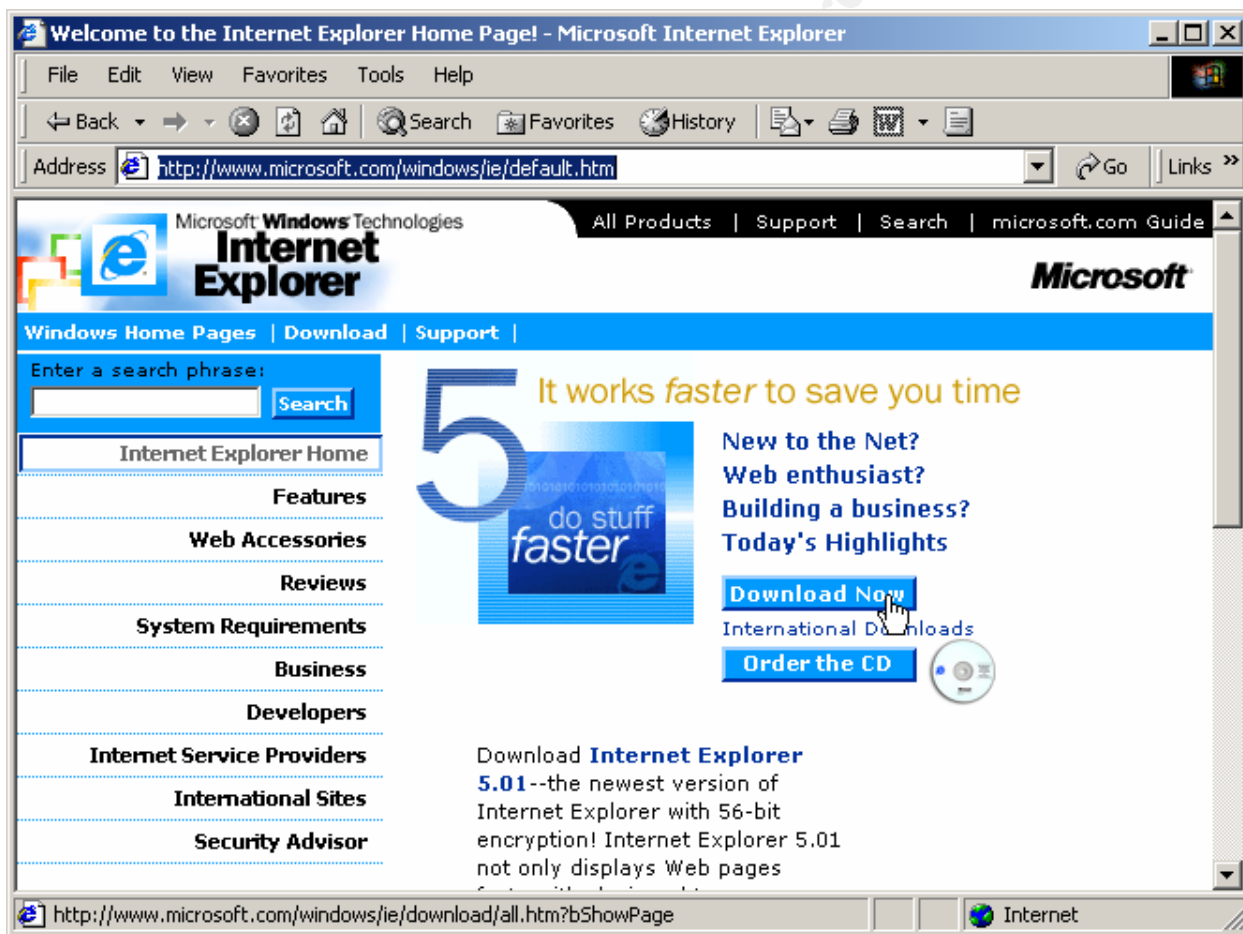 Welcome to the Internet Explorer Home Page! - Microsoft Internet Explorer
File Edit View Favorites Tools Help
Back Search Favorites History
Address http://www.microsoft.com/windows/ie/default.htm Go Links »
Microsoft Windows Technologies
Internet
Explorer
All Products | Support | Search | microsoft.com Guide
Microsoft
Windows Home Pages | Download | Support |
Enter a search phrase:
Search
Internet Explorer Home
Features
Web Accessories
Reviews
System Requirements
Business
Developers
Internet Service Providers
International Sites
Security Advisor
5 It works faster to save you time
do stuff
faster
New to the Net?
Web enthusiast?
Building a business?
Today's Highlights
Download Now
International Downloads
Order the CD
Download Internet Explorer
5.01--the newest version of
Internet Explorer with 56-bit
encryption! Internet Explorer 5.01
not only displays Web pages
http://www.microsoft.com/windows/ie/download/all.htm?bShowPage
Internet